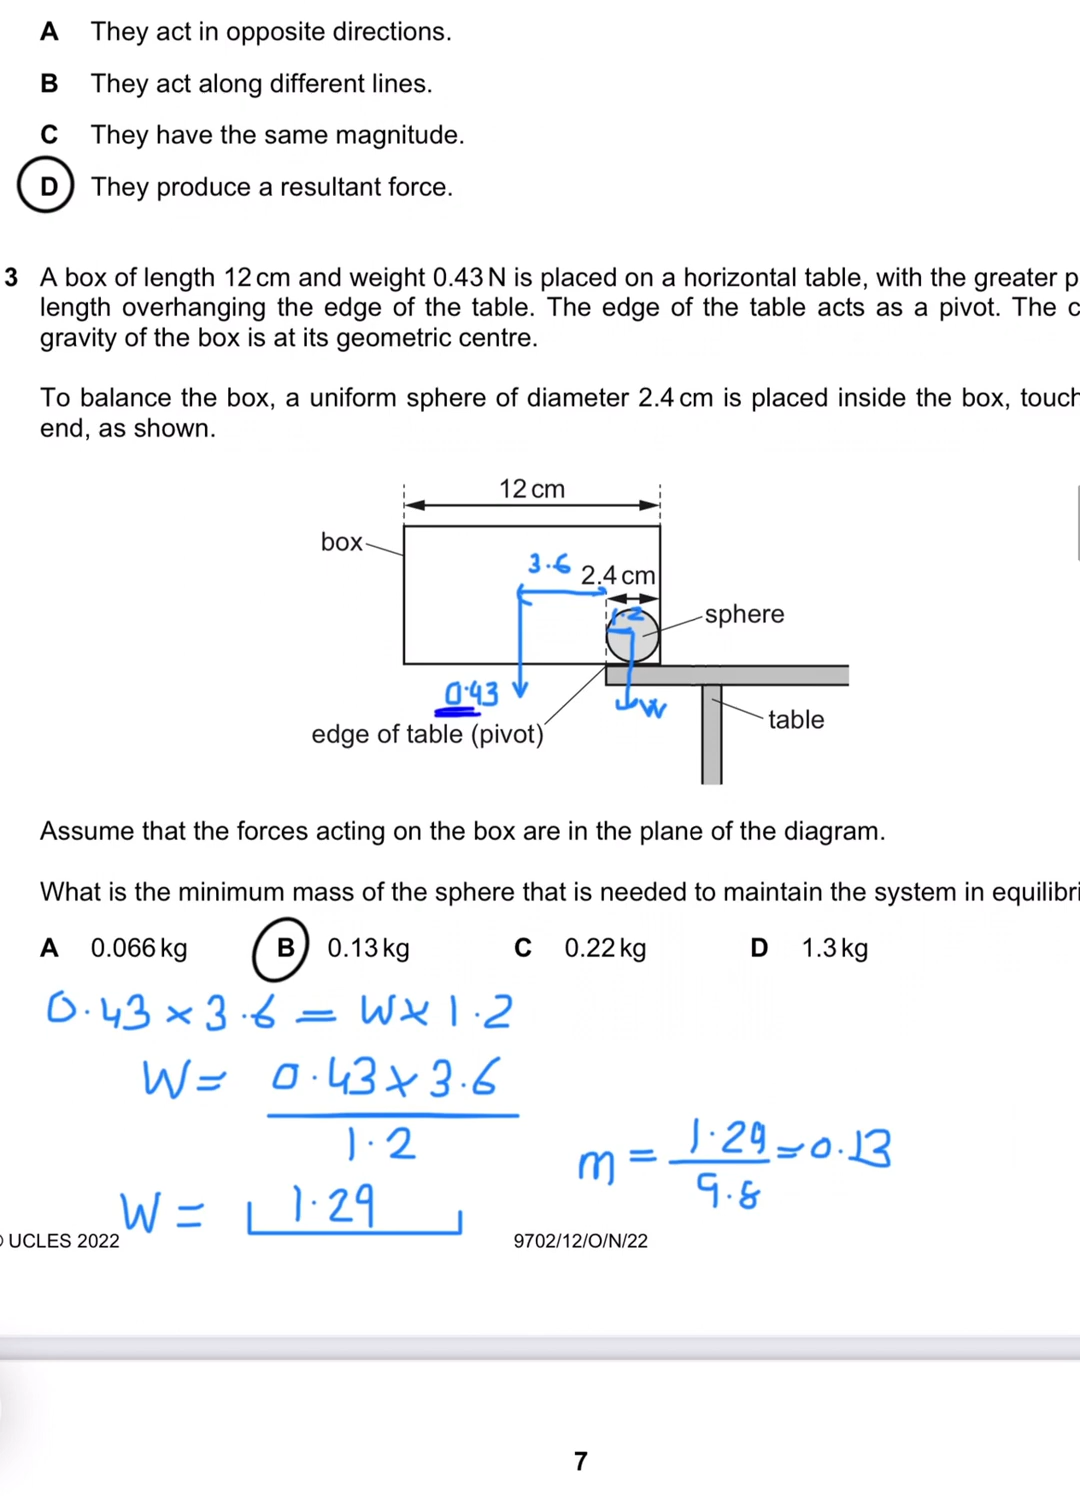 A They act in opposite directions.
B They act along different lines.
C They have the same magnitude.
D They produce a resultant force.
3 A box of length 12 cm and weight 0.43 N is placed on a horizontal table, with the greater p
length overhanging the edge of the table. The edge of the table acts as a pivot. The c
gravity of the box is at its geometric centre.
To balance the box, a uniform sphere of diameter 2.4 cm is placed inside the box, touch
end, as shown.
12 cm
box
3.6
2.4 cm
1.2
sphere
0.43
W
table
edge of table (pivot)
Assume that the forces acting on the box are in the plane of the diagram.
What is the minimum mass of the sphere that is needed to maintain the system in equilibri
A 0.066 kg B 0.13 kg C 0.22 kg D 1.3 kg
0.43 × 3.6 = W × 1.2
W = 0.43 × 3.6
1.2
m = 1.29 = 0.13
9.8
W = 1.29
© UCLES 2022 9702/12/O/N/22
7